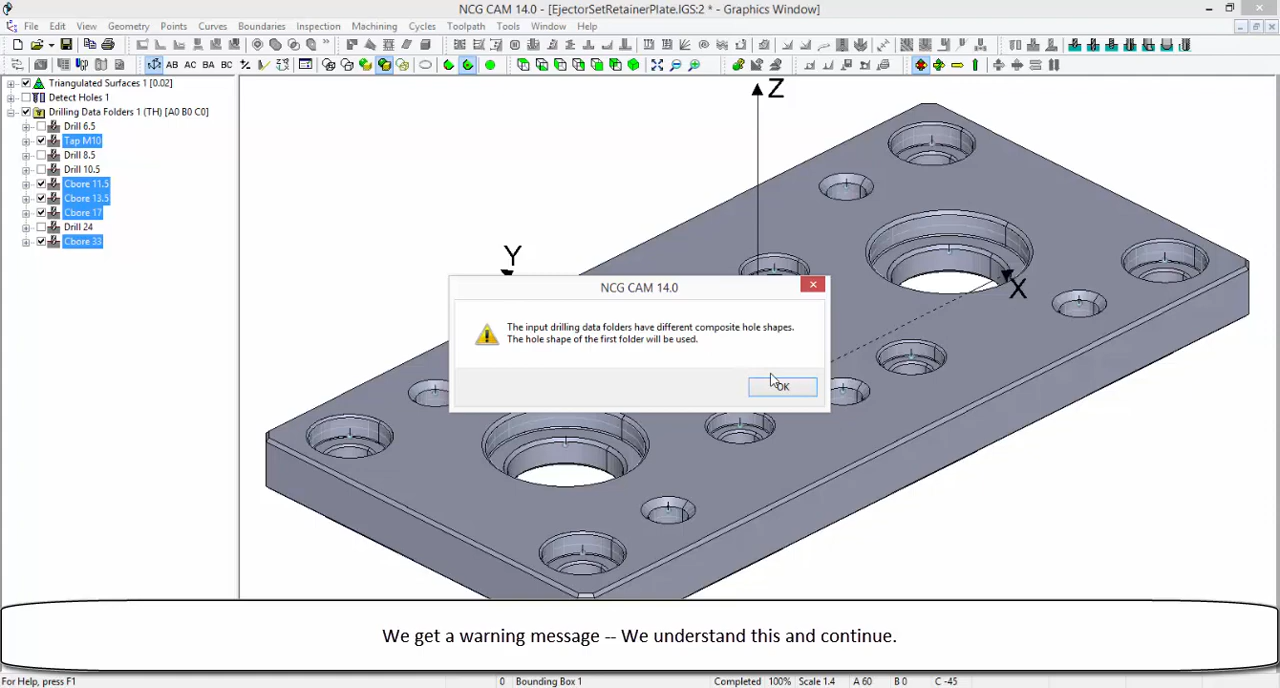 NCG CAM 14.0 - [EjectorSetRetainerPlate.IGS:2 * - Graphics Window]
File Edit View Geometry Points Curves Boundaries Inspection Machining Cycles Toolpath Tools Window Help
AB AC BA BC
Triangulated Surfaces 1 [0.02]
Detect Holes 1
Drilling Data Folders 1 (TH) [A0 B0 C0]
Drill 6.5
Tap M10
Drill 8.5
Drill 10.5
Cbore 11.5
Cbore 13.5
Cbore 17
Drill 24
Cbore 33
Z
Y
X
NCG CAM 14.0
The input drilling data folders have different composite hole shapes.
The hole shape of the first folder will be used.
OK
We get a warning message -- We understand this and continue.
For Help, press F1 0 Bounding Box 1 Completed 100% Scale 1.4 A 60 B 0 C -45